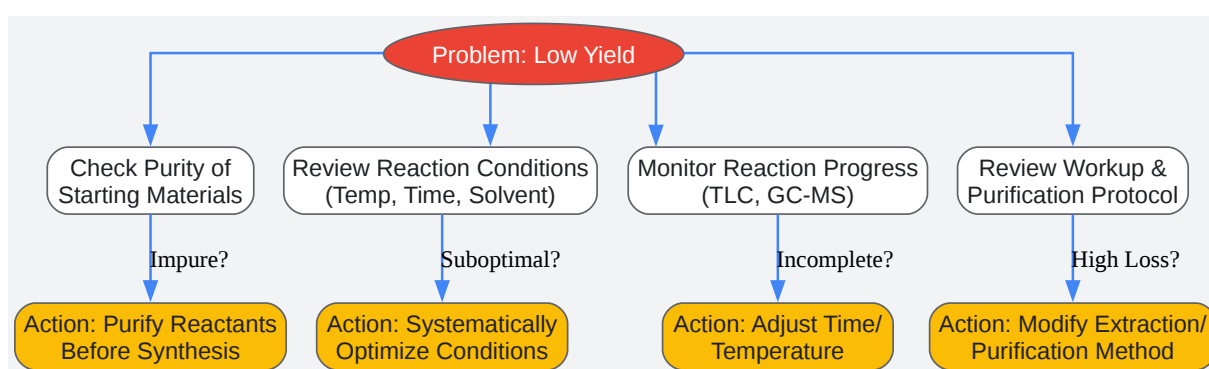 Problem: Low Yield
Check Purity of
Starting Materials
Review Reaction Conditions
(Temp, Time, Solvent)
Monitor Reaction Progress
(TLC, GC-MS)
Review Workup &
Purification Protocol
Impure?
Suboptimal?
Incomplete?
High Loss?
Action: Purify Reactants
Before Synthesis
Action: Systematically
Optimize Conditions
Action: Adjust Time/
Temperature
Action: Modify Extraction/
Purification Method